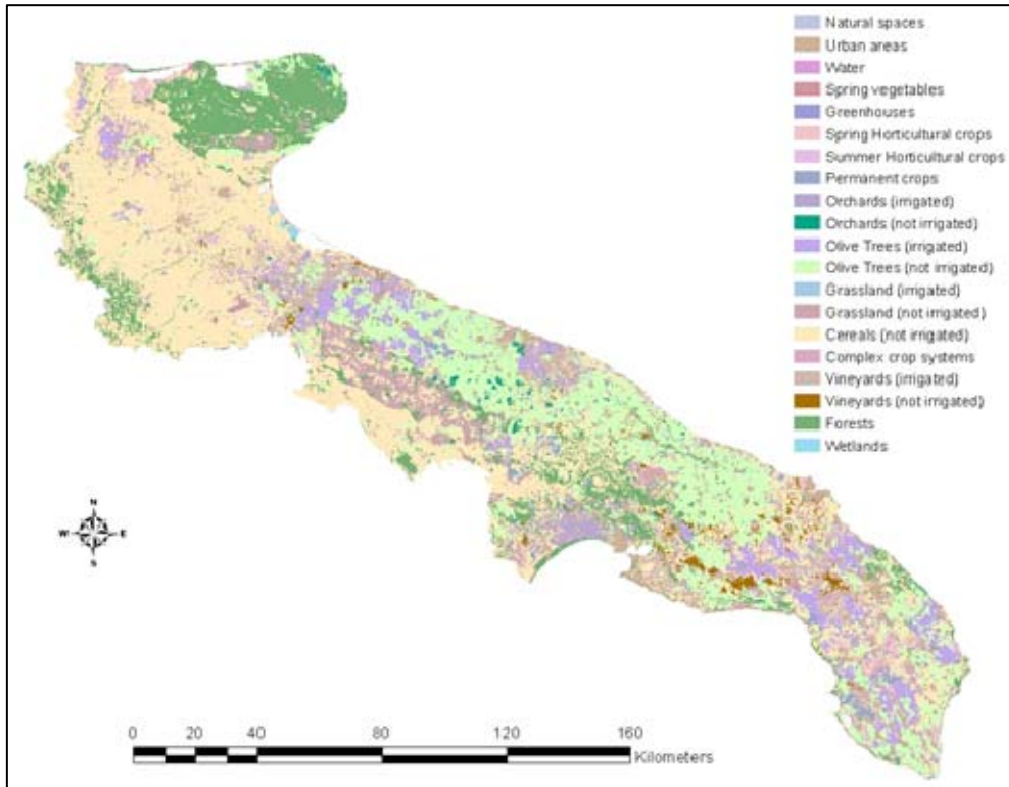 Natural spaces
Urban areas
Water
Spring vegetables
Greenhouses
Spring Horticultural crops
Summer Horticultural crops
Permanent crops
Orchards (irrigated)
Orchards (not irrigated)
Olive Trees (irrigated)
Olive Trees (not irrigated)
Grassland (irrigated)
Grassland (not irrigated)
Cereals (not irrigated)
Complex crop systems
Vineyards (irrigated)
Vineyards (not irrigated)
Forests
Wetlands
N
W E
S
0 20 40 80 120 160
Kilometers